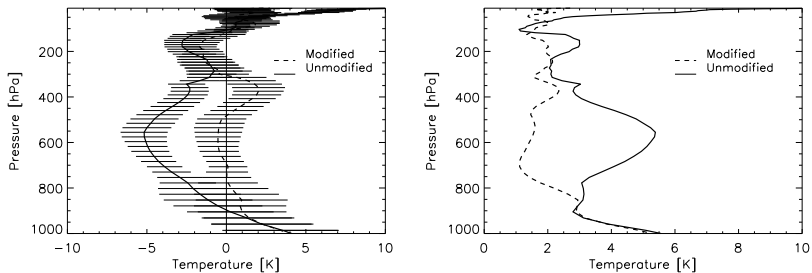 200
400
600
800
1000
Pressure [hPa]
Modified
Unmodified
−10
−5
0
5
10
Temperature [K]
200
400
600
800
1000
Pressure [hPa]
Modified
Unmodified
0
2
4
6
8
10
Temperature [K]